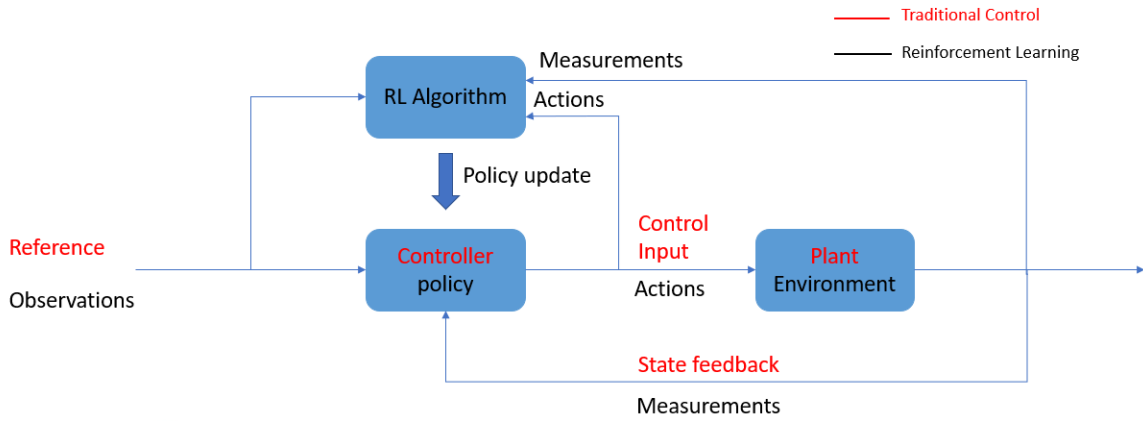 Traditional Control
Reinforcement Learning
Measurements
RL Algorithm
Actions
Policy update
Reference
Observations
Controller
policy
Control
Input
Actions
Plant
Environment
State feedback
Measurements